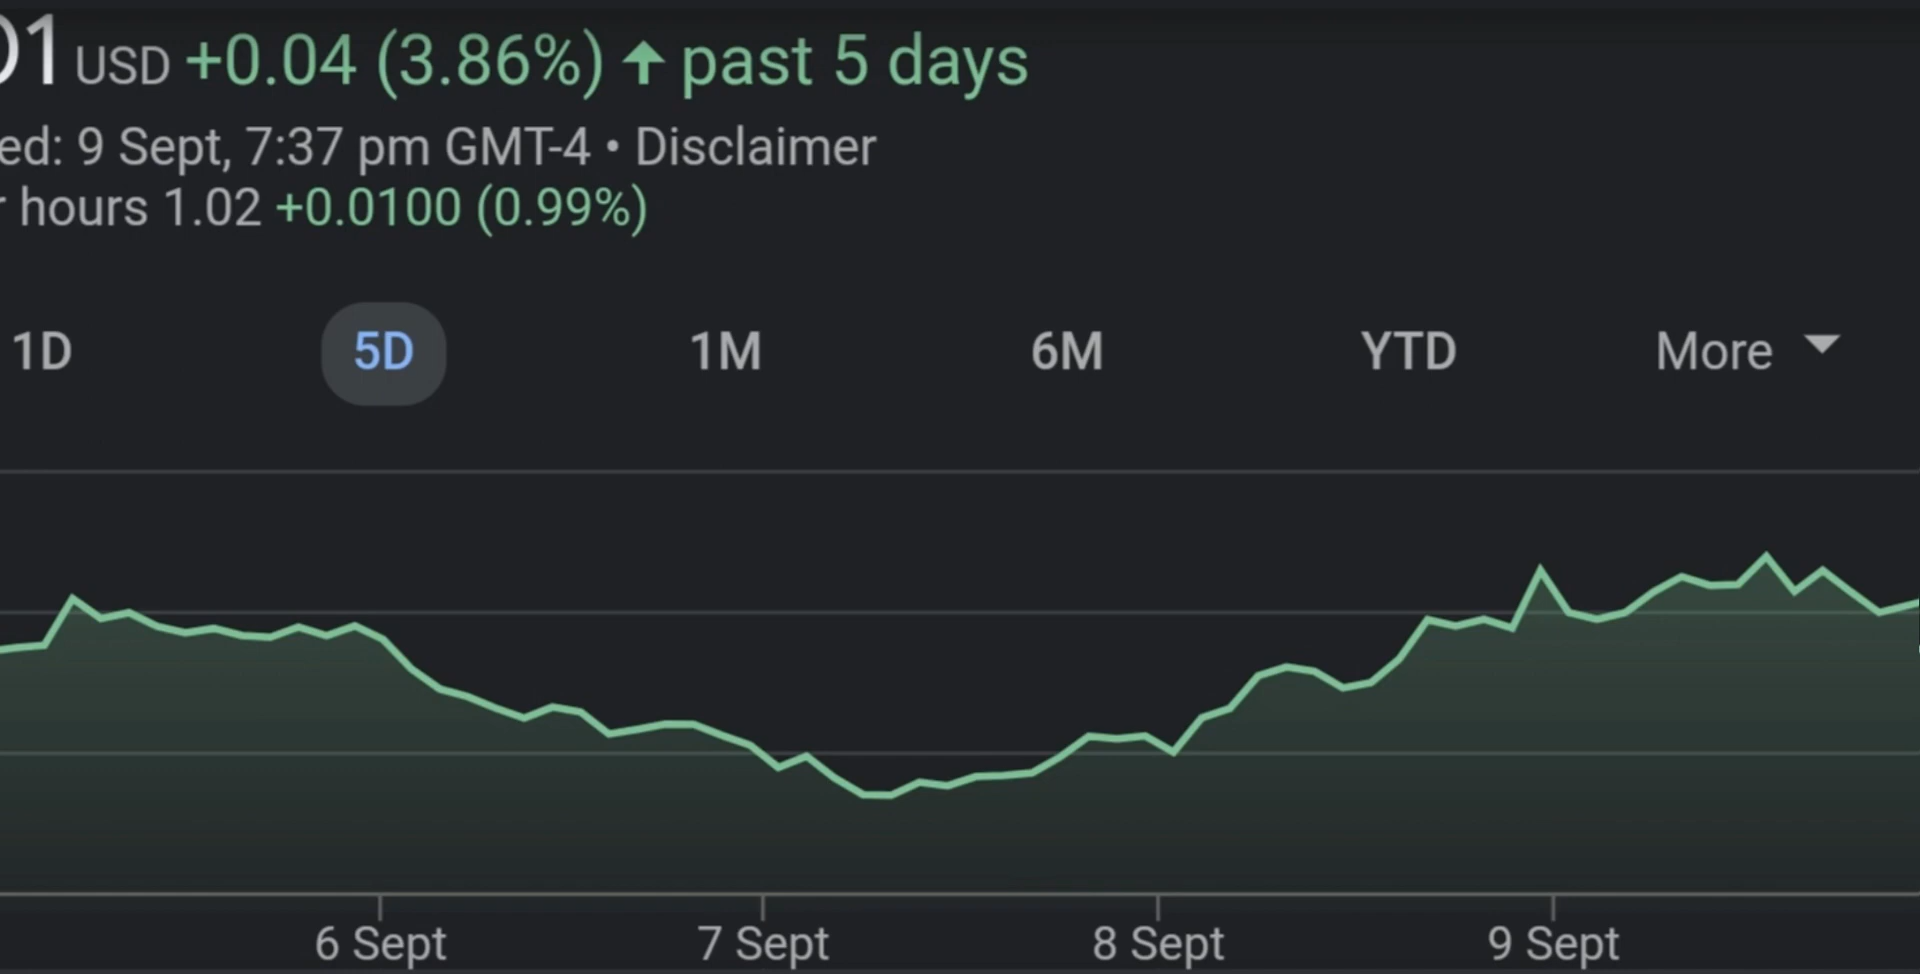 01 USD +0.04 (3.86%) ↑ past 5 days
ed: 9 Sept, 7:37 pm GMT-4 • Disclaimer
r hours 1.02 +0.0100 (0.99%)
1D 5D 1M 6M YTD More
6 Sept 7 Sept 8 Sept 9 Sept